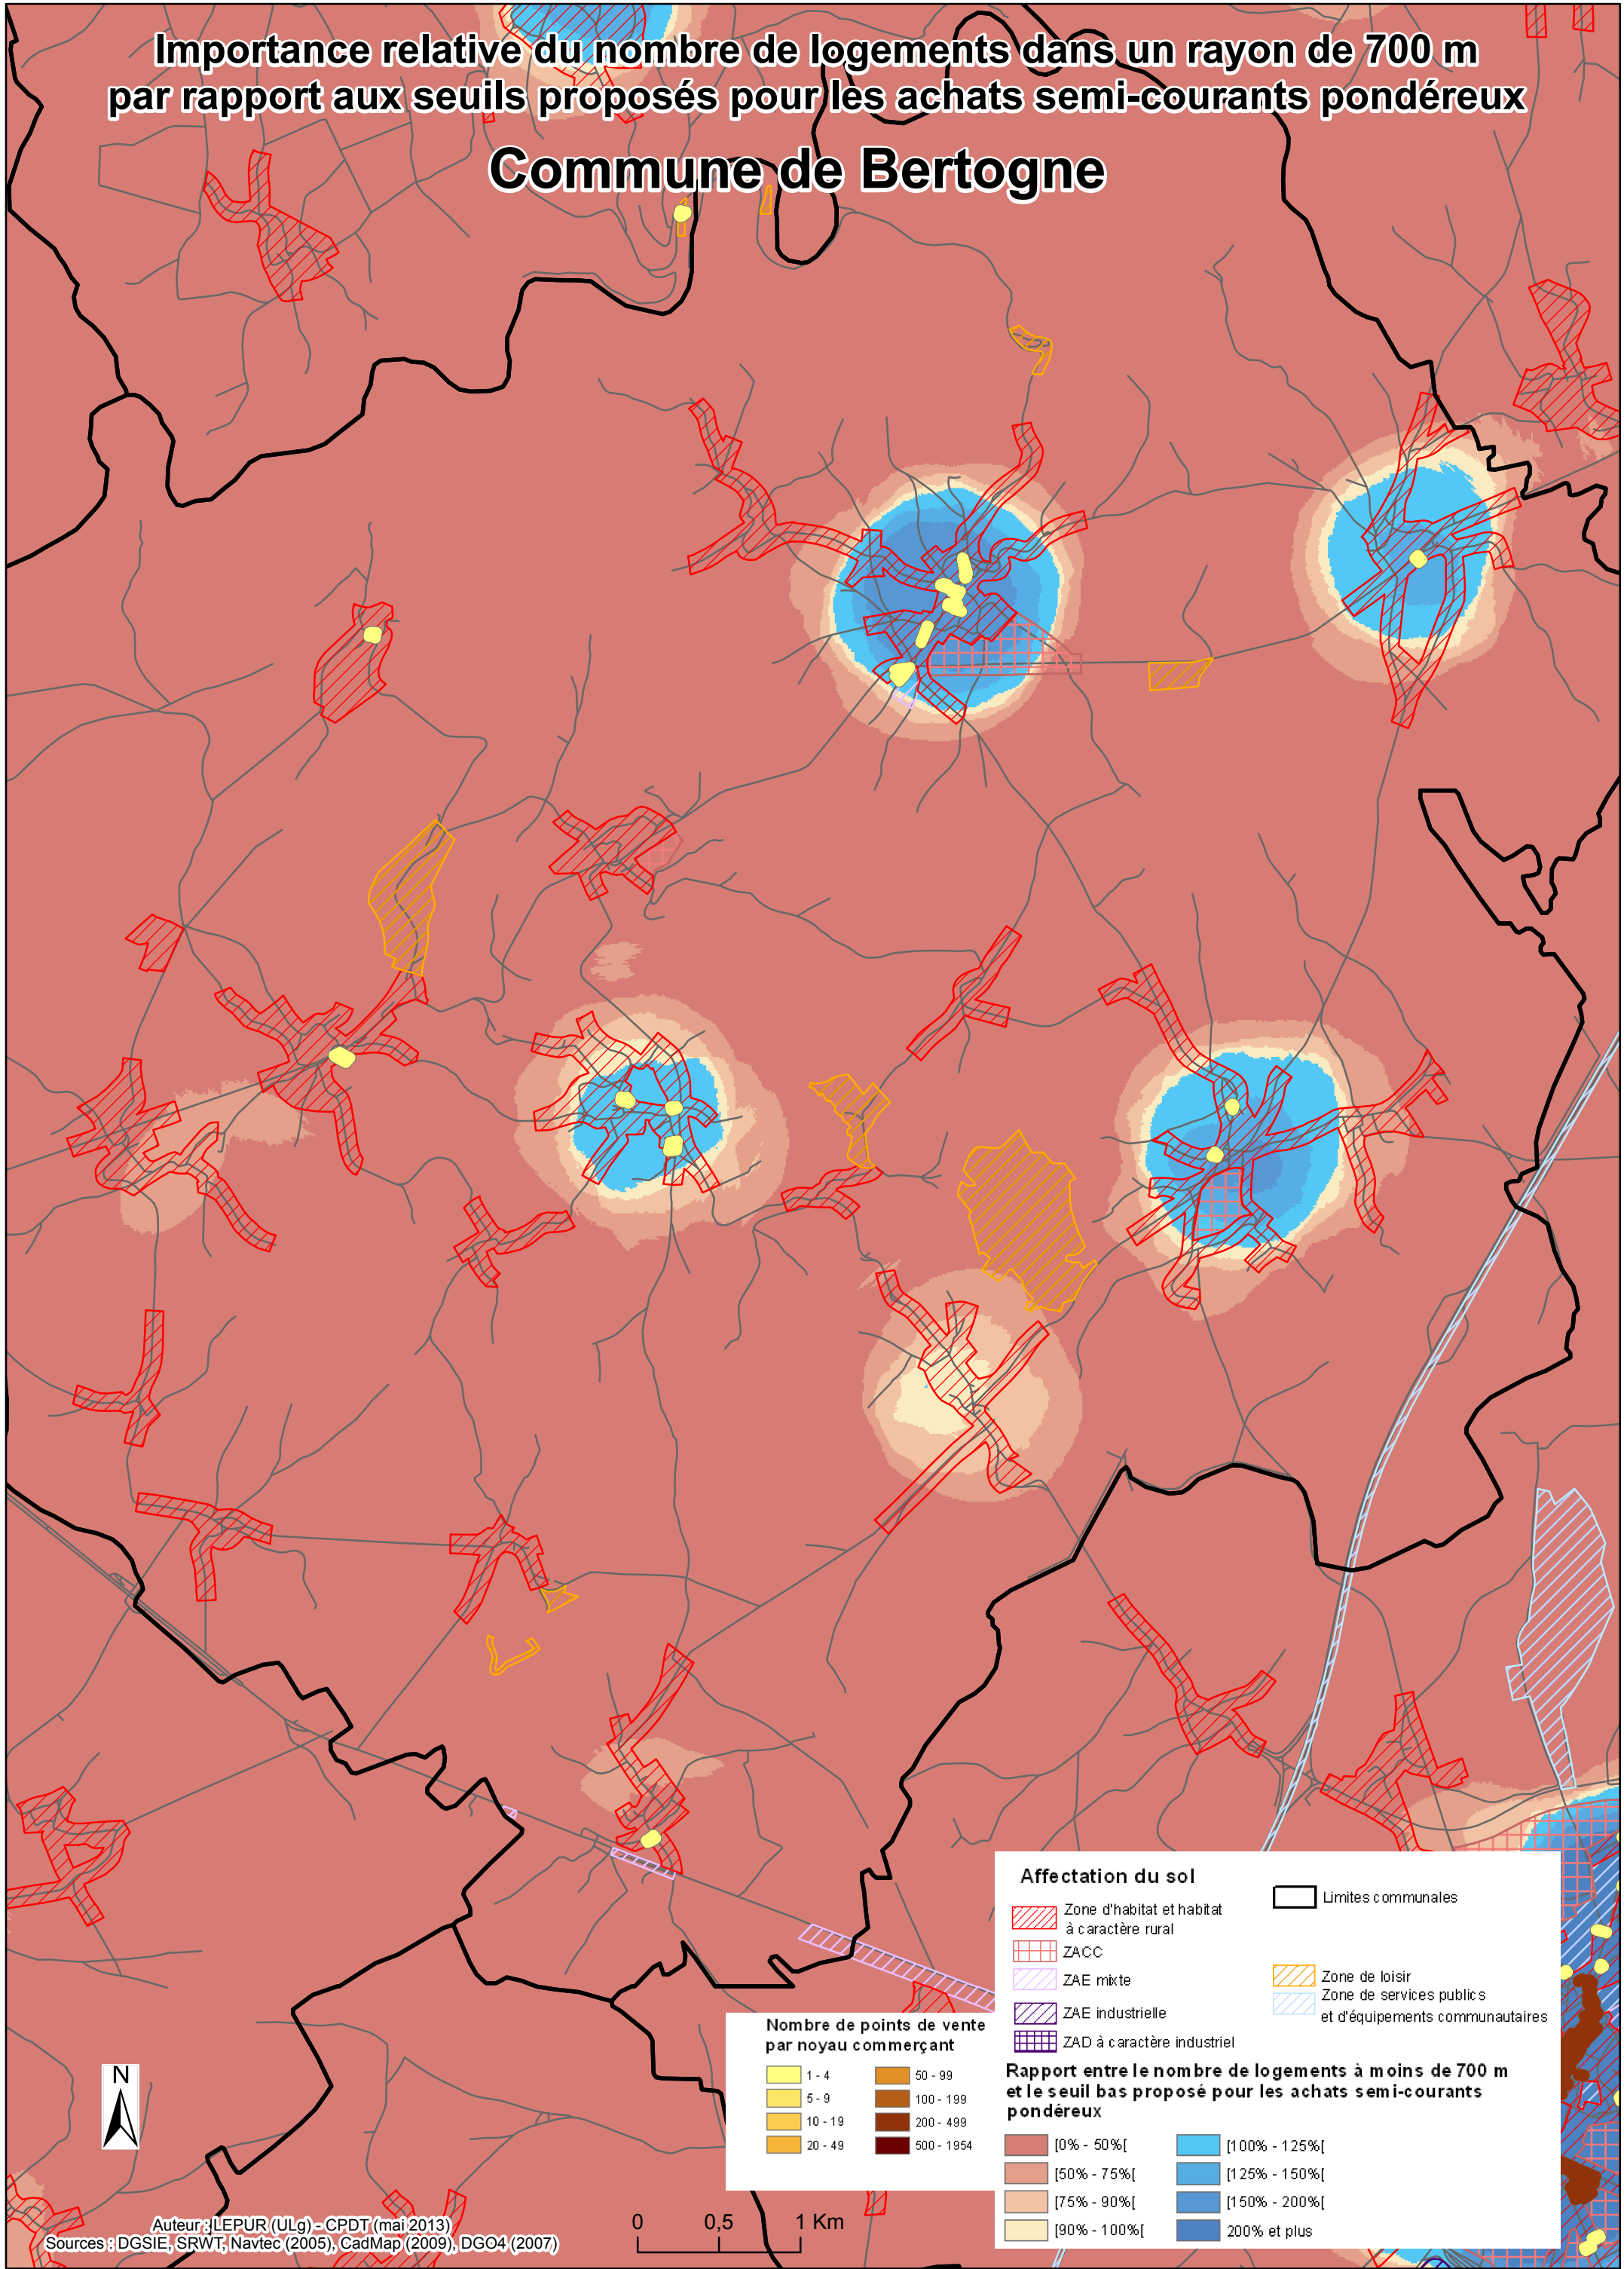 Importance relative du nombre de logements dans un rayon de 700 m
par rapport aux seuils proposés pour les achats semi-courants pondéreux
Commune de Bertogne
Affectation du sol
Zone d'habitat et habitat
à caractère rural
ZACC
ZAE mixte
ZAE industrielle
ZAD à caractère industriel
Limites communales
Zone de loisir
Zone de services publics
et d'équipements communautaires
Nombre de points de vente
par noyau commerçant
1 - 4
5 - 9
10 - 19
20 - 49
50 - 99
100 - 199
200 - 499
500 - 1954
Rapport entre le nombre de logements à moins de 700 m
et le seuil bas proposé pour les achats semi-courants
pondéreux
[0% - 50%[
[50% - 75%[
[75% - 90%[
[90% - 100%[
[100% - 125%[
[125% - 150%[
[150% - 200%[
200% et plus
N
0 0,5 1 Km
Auteur : LEPUR (ULg) - CPDT (mai 2013)
Sources : DGSIE, SRWT, Navtec (2005), CadMap (2009), DGO4 (2007)